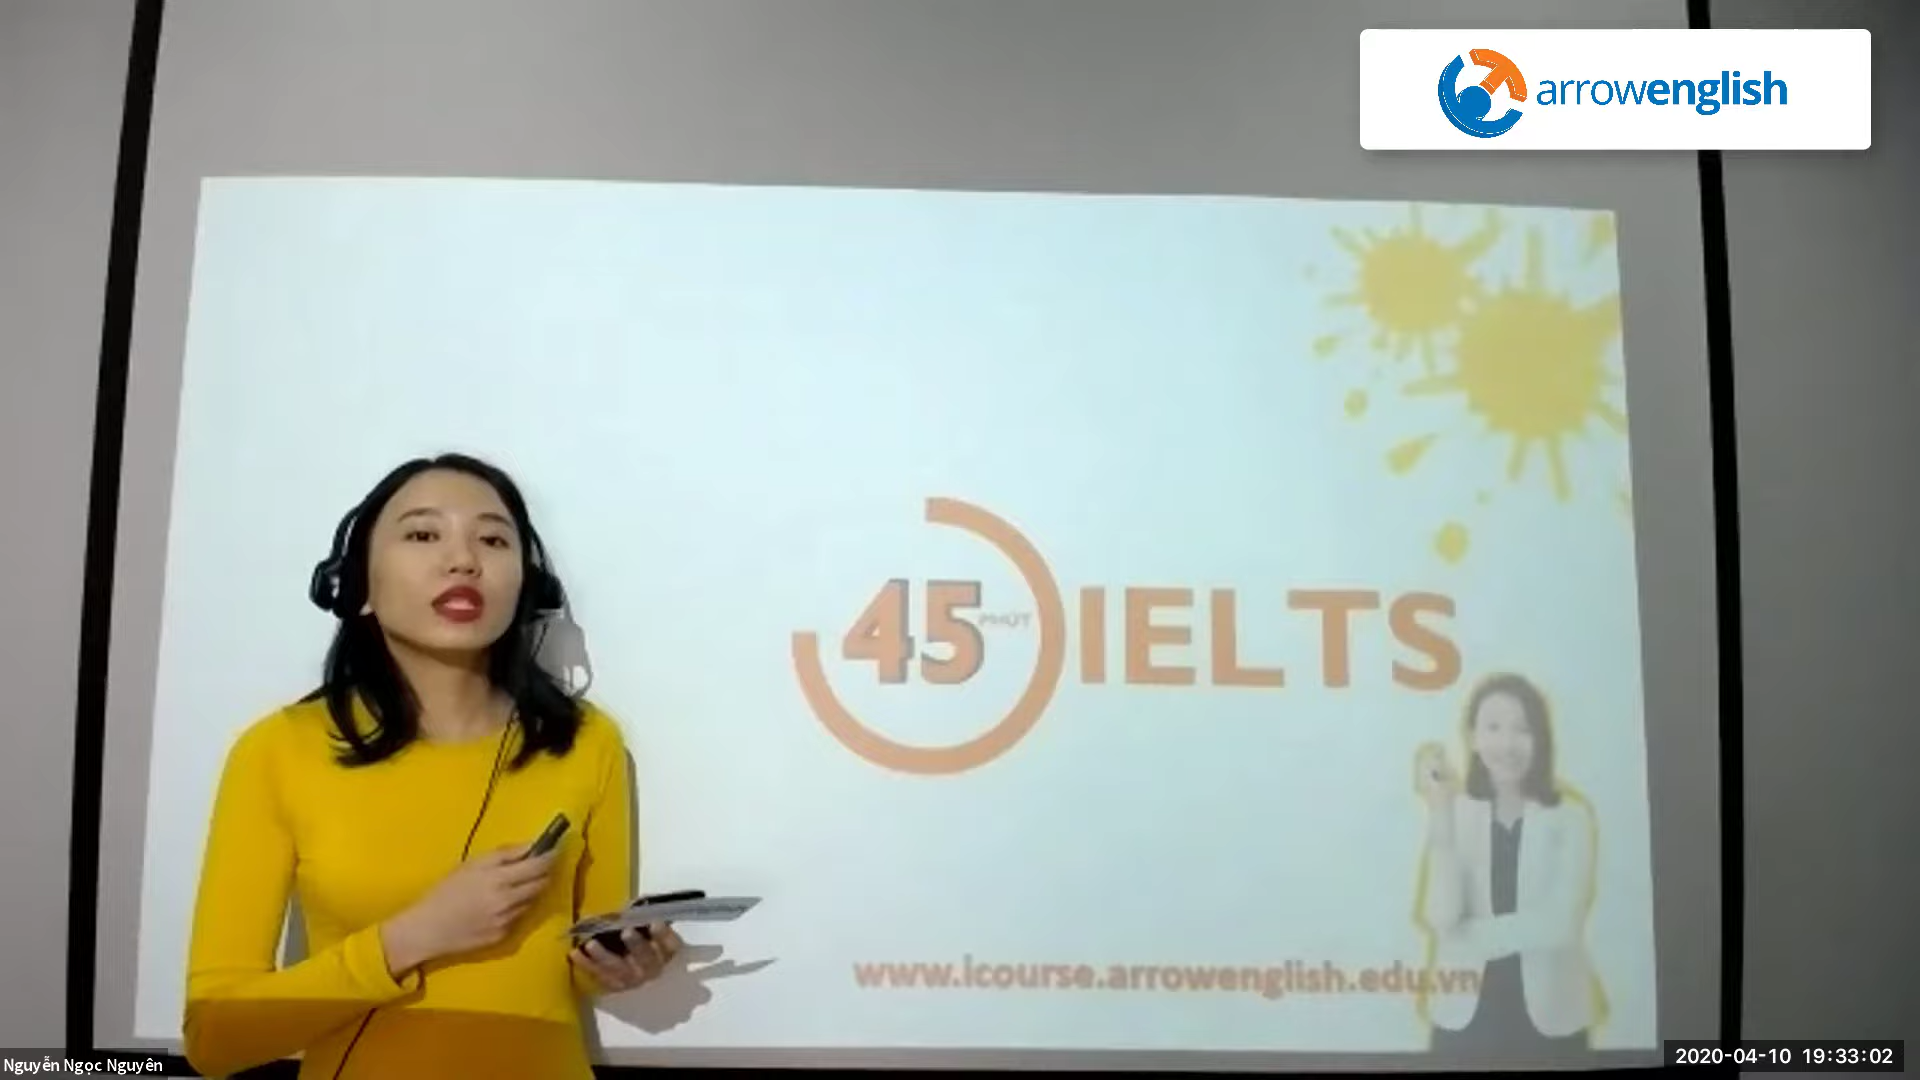 arrowenglish
45 PHÚT IELTS
www.icourse.arrowenglish.edu.vn
Nguyễn Ngọc Nguyên
2020-04-10 19:33:02